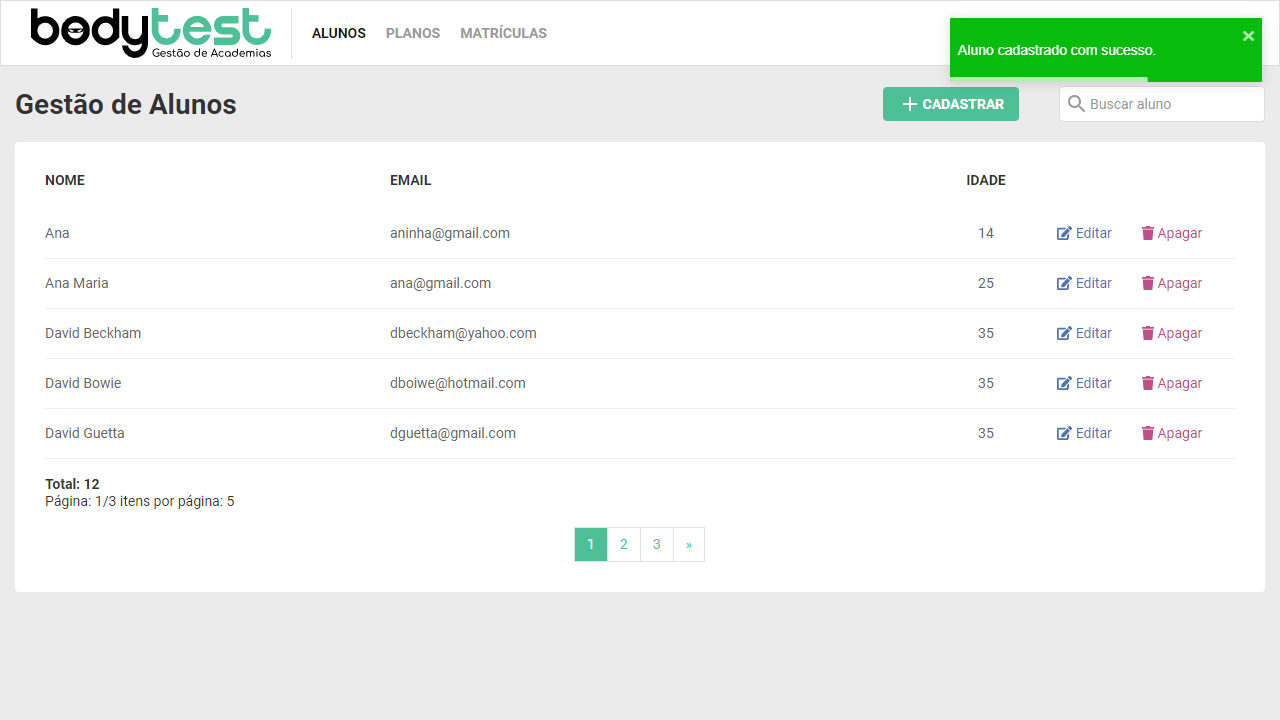 bodytest
Gestão de Academias
ALUNOS PLANOS MATRÍCULAS
Aluno cadastrado com sucesso.
Gestão de Alunos
CADASTRAR
Buscar aluno
NOME EMAIL IDADE
Ana aninha@gmail.com 14 Editar Apagar
Ana Maria ana@gmail.com 25 Editar Apagar
David Beckham dbeckham@yahoo.com 35 Editar Apagar
David Bowie dboiwe@hotmail.com 35 Editar Apagar
David Guetta dguetta@gmail.com 35 Editar Apagar
Total: 12
Página: 1/3 itens por página: 5
1 2 3 »